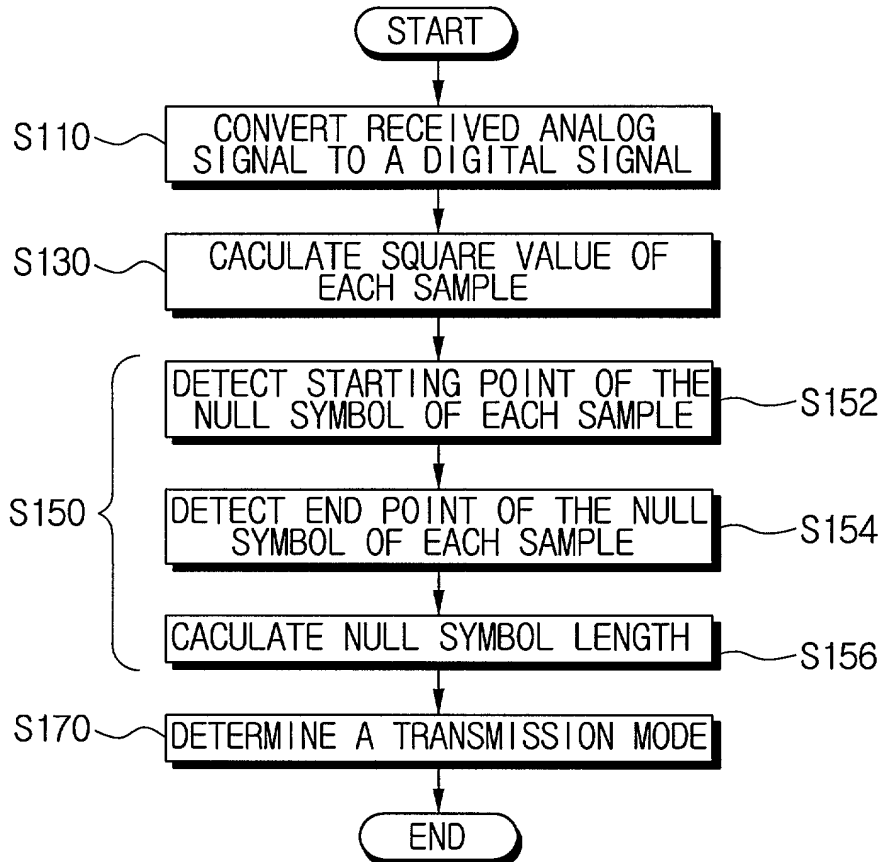 START
S110
CONVERT RECEIVED ANALOG
SIGNAL TO A DIGITAL SIGNAL
S130
CACULATE SQUARE VALUE OF
EACH SAMPLE
S150
DETECT STARTING POINT OF THE
NULL SYMBOL OF EACH SAMPLE
S152
DETECT END POINT OF THE NULL
SYMBOL OF EACH SAMPLE
S154
CACULATE NULL SYMBOL LENGTH
S156
S170
DETERMINE A TRANSMISSION MODE
END